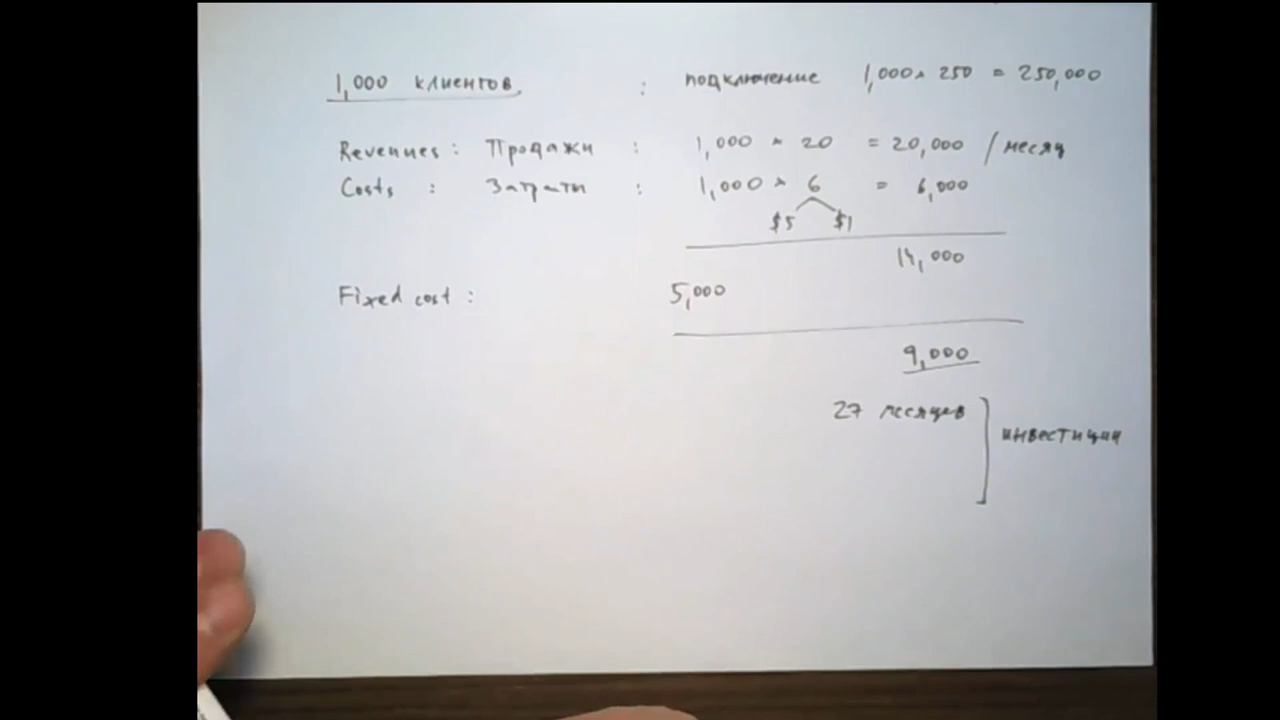 1,000 клиентов : подключение 1,000 × 250 = 250,000
Revenues : Продажи : 1,000 × 20 = 20,000 / месяц
Costs : Затраты : 1,000 × 6 = 6,000
$5 $1
14,000
Fixed cost : 5,000
9,000
27 месяцев
инвестиции